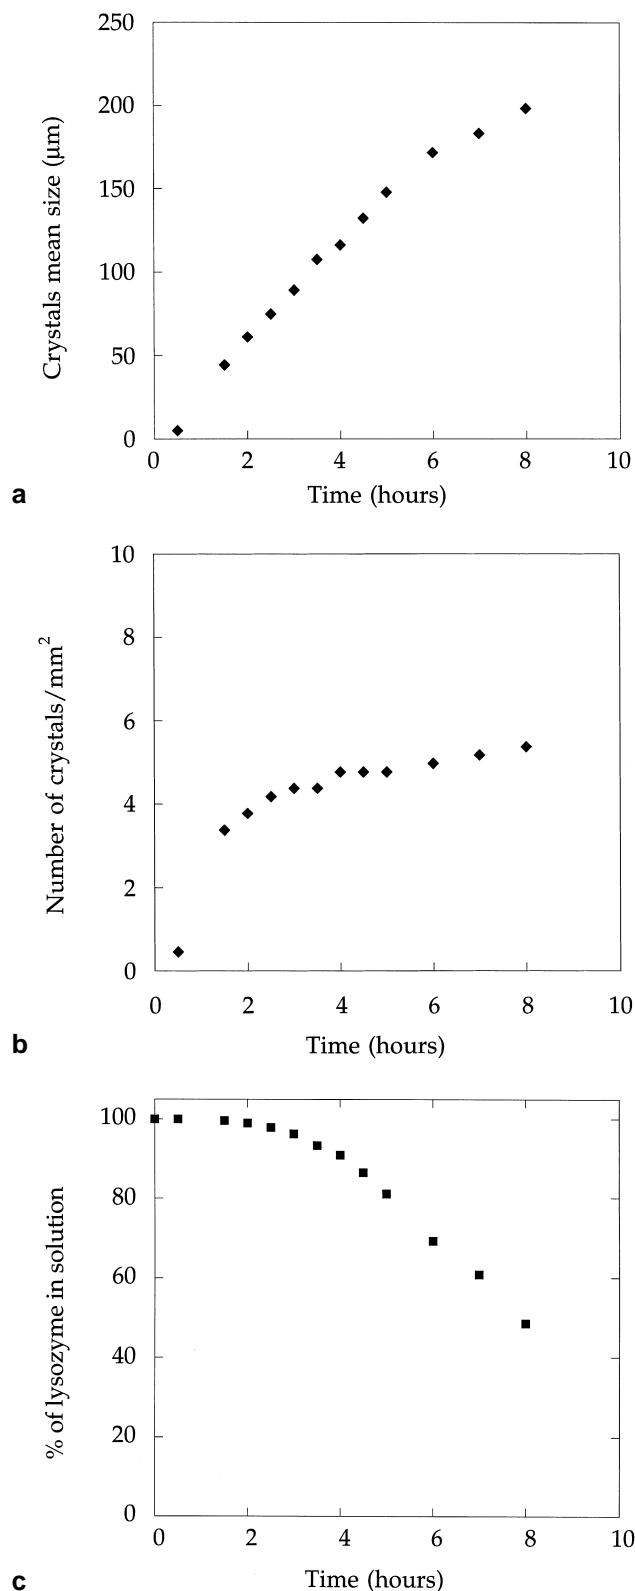 250
200
150
100
50
0
Crystals mean size (μm)
0 2 4 6 8 10
Time (hours)
a
10
8
6
4
2
0
Number of crystals/mm²
0 2 4 6 8 10
Time (hours)
b
100
80
60
40
20
0
% of lysozyme in solution
0 2 4 6 8 10
Time (hours)
c